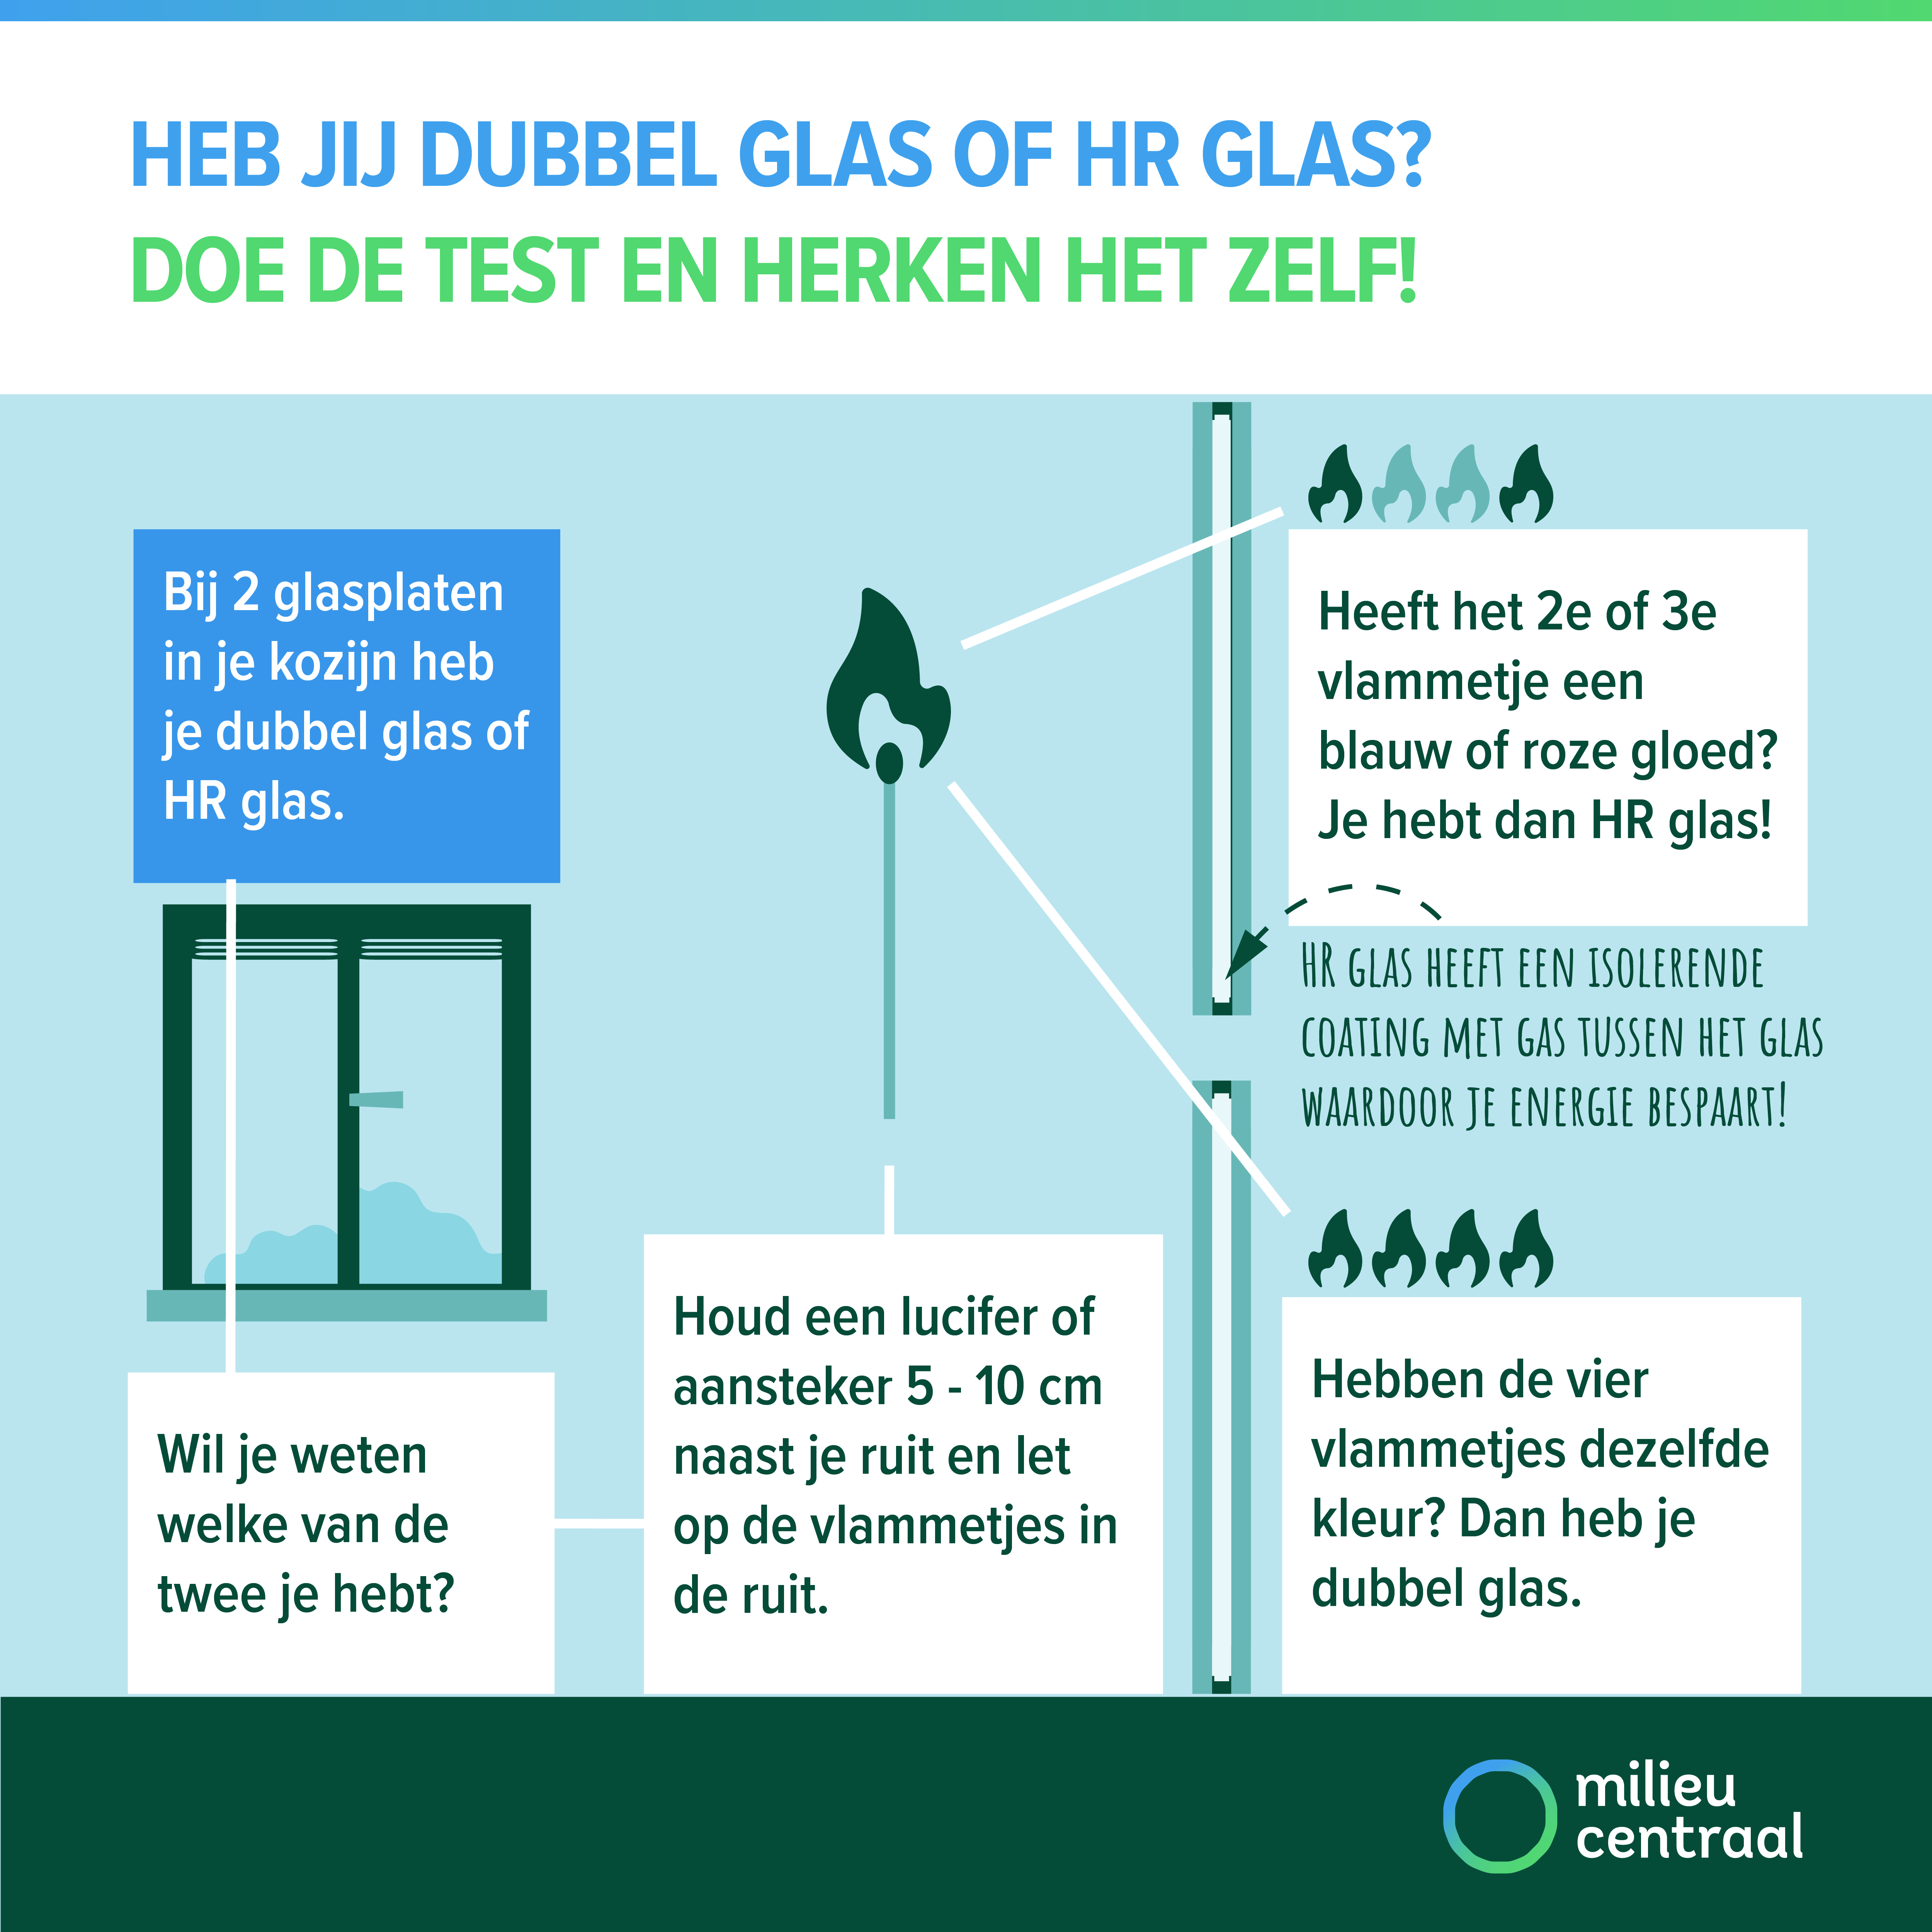 HEB JIJ DUBBEL GLAS OF HR GLAS?
DOE DE TEST EN HERKEN HET ZELF!
Bij 2 glasplaten
in je kozijn heb
je dubbel glas of
HR glas.
Wil je weten
welke van de
twee je hebt?
Houd een lucifer of
aansteker 5 - 10 cm
naast je ruit en let
op de vlammetjes in
de ruit.
Heeft het 2e of 3e
vlammetje een
blauw of roze gloed?
Je hebt dan HR glas!
HR GLAS HEEFT EEN ISOLERENDE
COATING MET GAS TUSSEN HET GLAS
WAARDOOR JE ENERGIE BESPAART!
Hebben de vier
vlammetjes dezelfde
kleur? Dan heb je
dubbel glas.
milieu
centraal